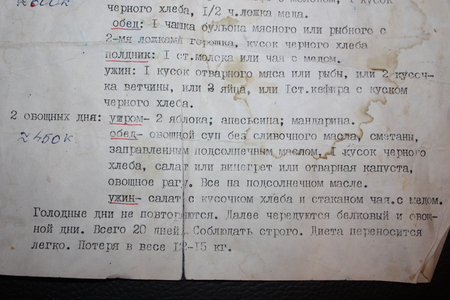 черного хлеба, 1/2 ч.ложка меда.
обед: I чашка бульона мясного или рыбного с
2-мя ложками горошка, кусок черного хлеба
полдник: I ст.молока или чая с медом.
ужин: I кусок отварного мяса или рыбы, или 2 кусоч-
ка ветчины, или 2 яйца, или Iст.кефира с куском
черного хлеба.
2 овощных дня: утром- 2 яблока; апельсина; мандарина.
2450к обед- овощной суп без сливочного масла, сметаны,
заправленным подсолнечным маслом, I кусок черного
хлеба, салат или винегрет или отварная капуста,
овощное рагу. Все на подсолнечном масле.
ужин- салат с кусочком хлеба и стаканом чая с медом.
Голодные дни не повторяются. Далее чередуются белковый и овощ-
ной дни. Всего 20 дней. Соблюдать строго. Диета переносится
легко. Потеря в весе 12-15 кг.